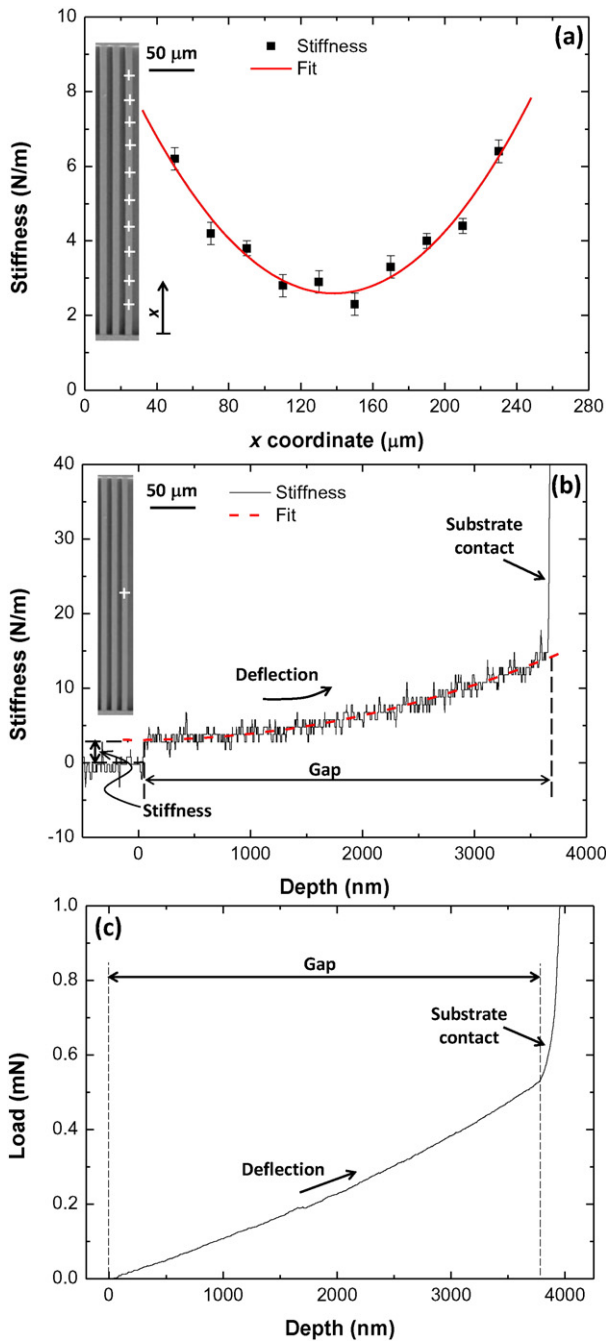 (a)
50 μm
Stiffness
Fit
10
8
6
4
2
0
Stiffness (N/m)
x
0 40 80 120 160 200 240 280
x coordinate (μm)
(b)
50 μm
Stiffness
Fit
Substrate
contact
40
30
20
10
0
-10
Stiffness (N/m)
Deflection
Gap
Stiffness
0 1000 2000 3000 4000
Depth (nm)
(c)
Gap
Substrate
contact
1.0
0.8
0.6
0.4
0.2
0.0
Load (mN)
Deflection
0 1000 2000 3000 4000
Depth (nm)